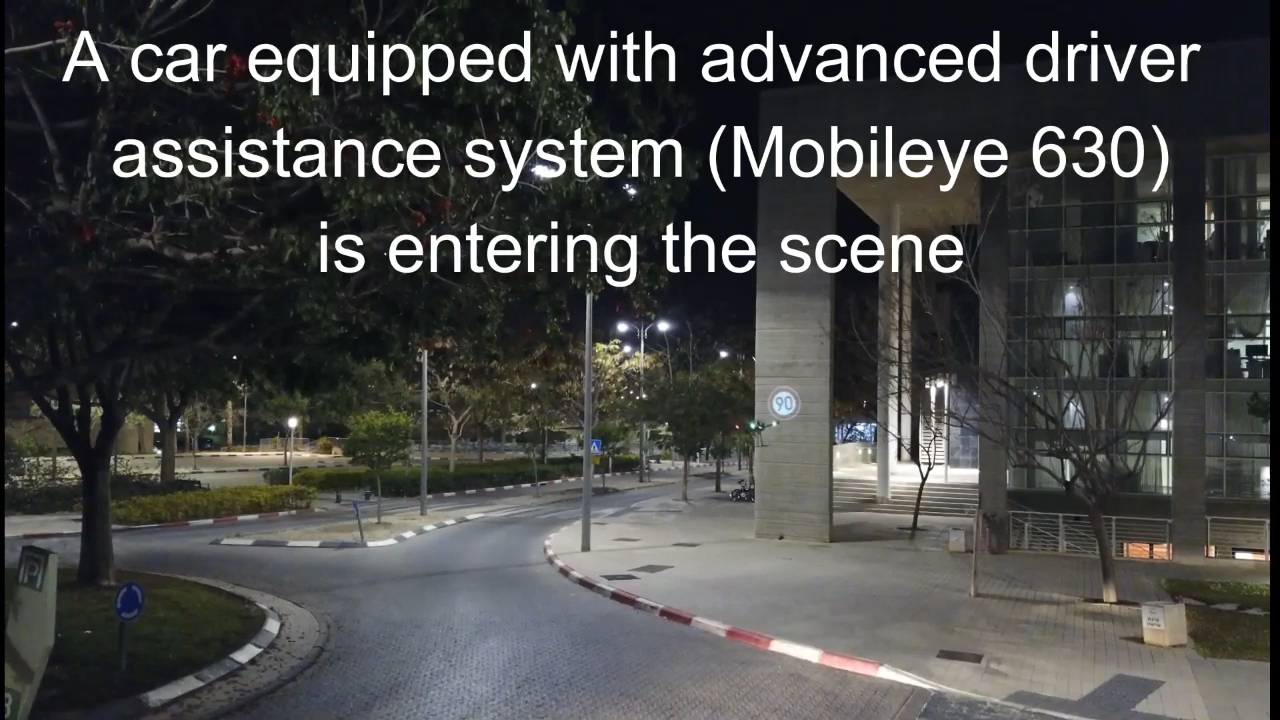 A car equipped with advanced driver
assistance system (Mobileye 630)
is entering the scene
90
P